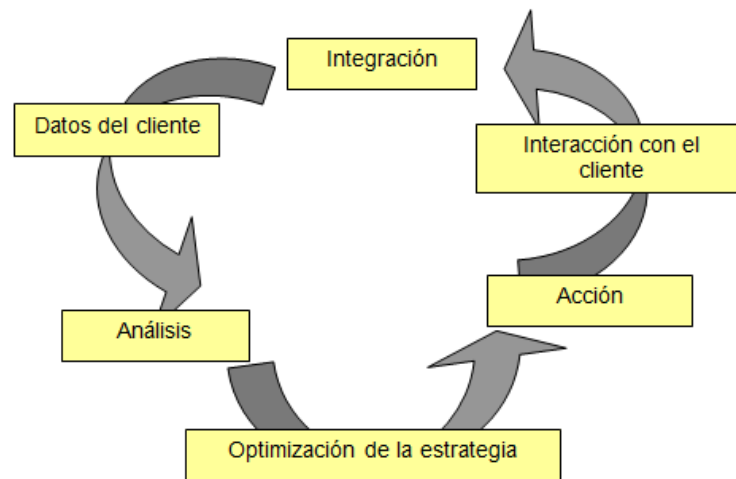 Integración
Datos del cliente
Interacción con el
cliente
Análisis
Acción
Optimización de la estrategia